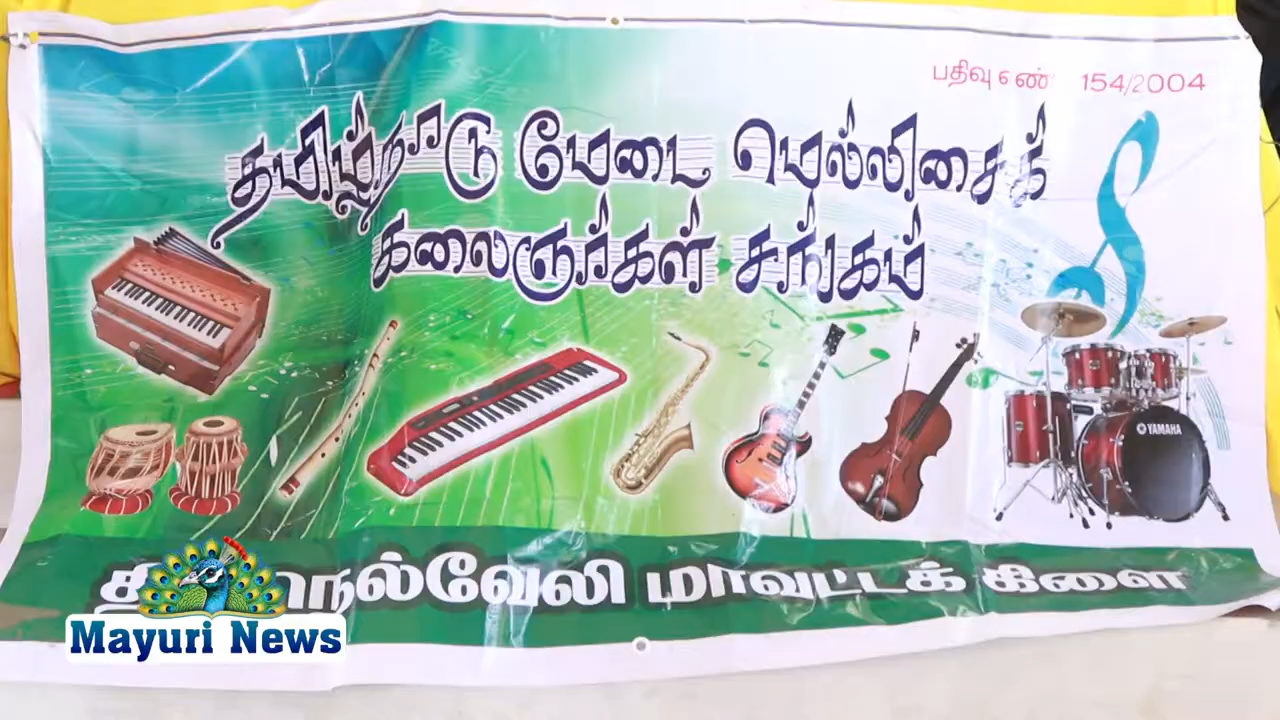 பதிவு எண் 154/2004
தமிழ்நாடு மேடை மெல்லிசைக்
கலைஞர்கள் சங்கம்
YAMAHA
மாவட்டக் கிளை
Mayuri News